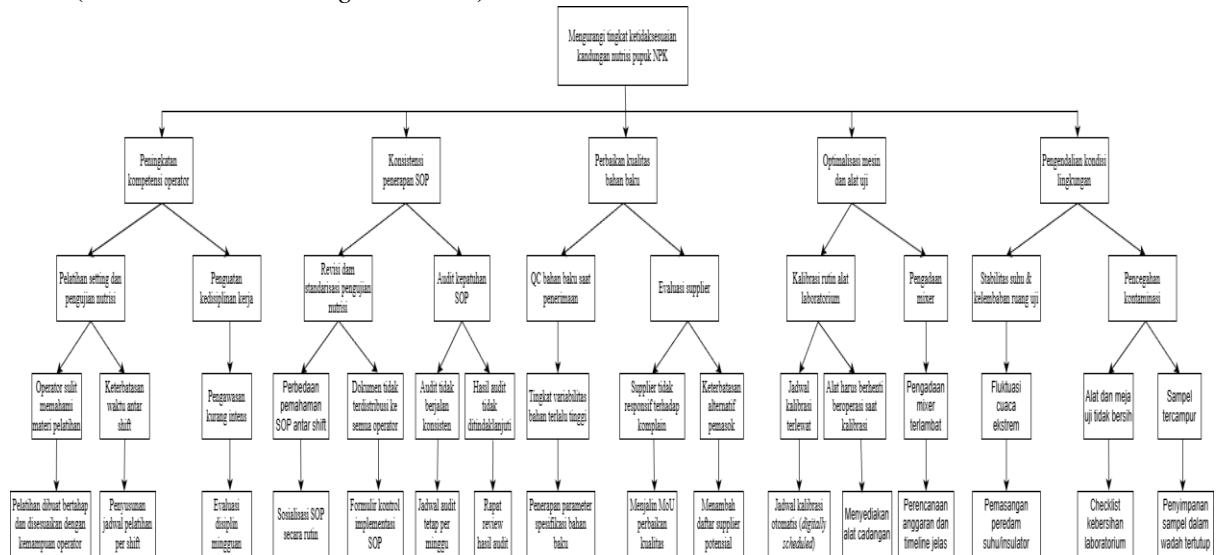 Mengurangi tingkat ketidaksesuaian
kandungan nutrisi pupuk NPK
Peningkatan
kompetensi operator
Konsistensi
penerapan SOP
Perbaikan kualitas
bahan baku
Optimalisasi mesin
dan alat uji
Pengendalian kondisi
lingkungan
Pelatihan setting dan
pengujian nutrisi
Penguatan
kedisiplinan kerja
Revisi dam
standarisasi pengujian
nutrisi
Audit kepatuhan
SOP
QC bahan baku saat
penerimaan
Evaluasi supplier
Kalibrasi rutin alat
laboratorium
Pengadaan
mixer
Stabilitas suhu &
kelembaban ruang uji
Pencegahan
kontaminasi
Operator sulit
memahami
materi pelatihan
Keterbatasan
waktu antar
shift
Pengawasan
kurang intens
Perbedaan
pemahaman
SOP antar shift
Dokumen tidak
terdistribusi ke
semua operator
Audit tidak
berjalan
konsisten
Hasil audit
tidak
ditindaklanjuti
Tingkat variabilitas
bahan terlalu tinggi
Supplier tidak
responsif terhadap
komplain
Keterbatasan
alternatif
pemasok
Jadwal
kalibrasi
terlewat
Alat harus berhenti
beroperasi saat
kalibrasi
Pengadaan
mixer
terlambat
Fluktuasi
cuaca
ekstrem
Alat dan meja
uji tidak bersih
Sampel
tercampur
Pelatihan dibuat bertahap
dan disesuaikan dengan
kemampuan operator
Penyusunan
jadwal pelatihan
per shift
Evaluasi
disiplin
mingguan
Sosialisasi SOP
secara rutin
Formulir kontrol
implementasi
SOP
Jadwal audit
tetap per
minggu
Rapat
review
hasil audit
Penerapan parameter
spesifikasi bahan
baku
Menjalin MoU
perbaikan
kualitas
Menambah
daftar supplier
potensial
Jadwal kalibrasi
otomatis (digitally
scheduled)
Menyediakan
alat cadangan
Perencanaan
anggaran dan
timeline jelas
Pemasangan
peredam
suhu/insulator
Checklist
kebersihan
laboratorium
Penyimpanan
sampel dalam
wadah tertutup